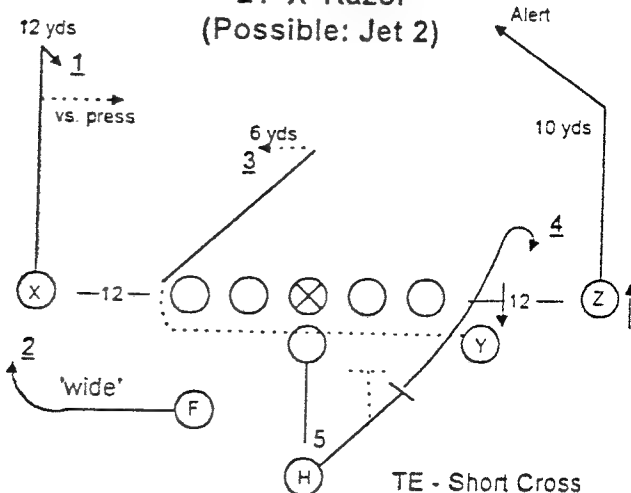 X Razor
(Possible: Jet 2)
12 yds
Alert
1
vs. press
10 yds
6 yds
3
4
X
12
12
Z
Y
2
'wide'
F
5
H
TE - Short Cross